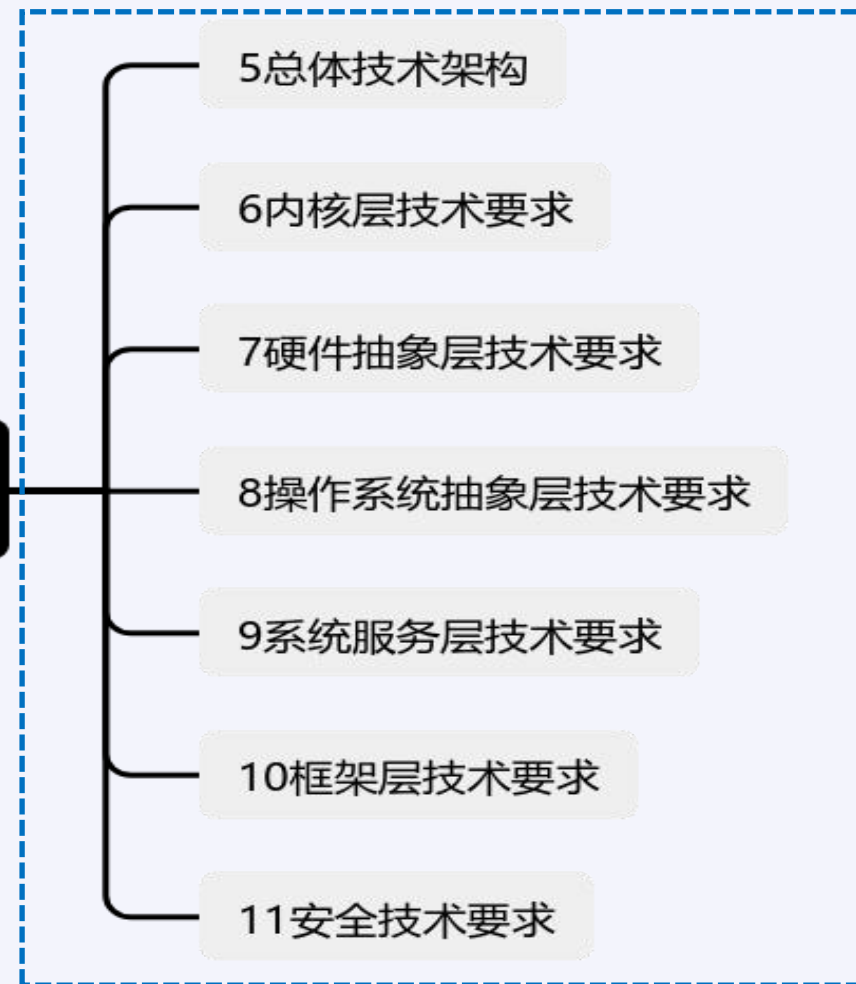 5总体技术架构
6内核层技术要求
7硬件抽象层技术要求
8操作系统抽象层技术要求
9系统服务层技术要求
10框架层技术要求
11安全技术要求